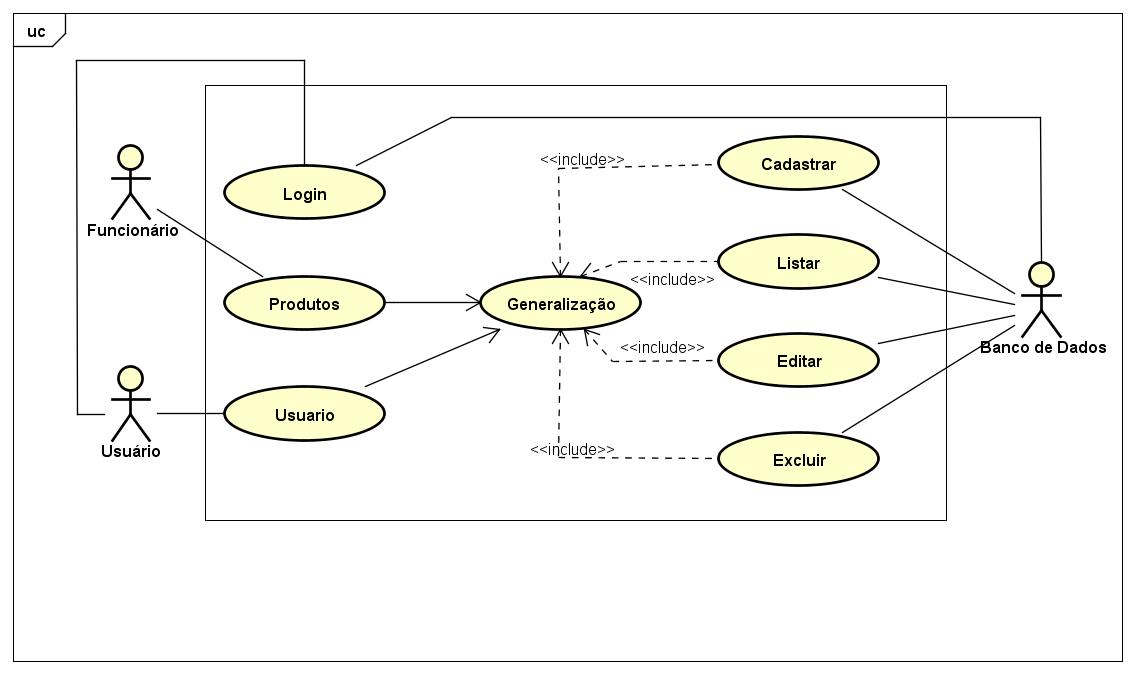 uc
<<include>>
Cadastrar
Login
Funcionário
Listar
<<include>>
Produtos
Generalização
<<include>>
Banco de Dados
Editar
Usuario
Usuário
<<include>>
Excluir